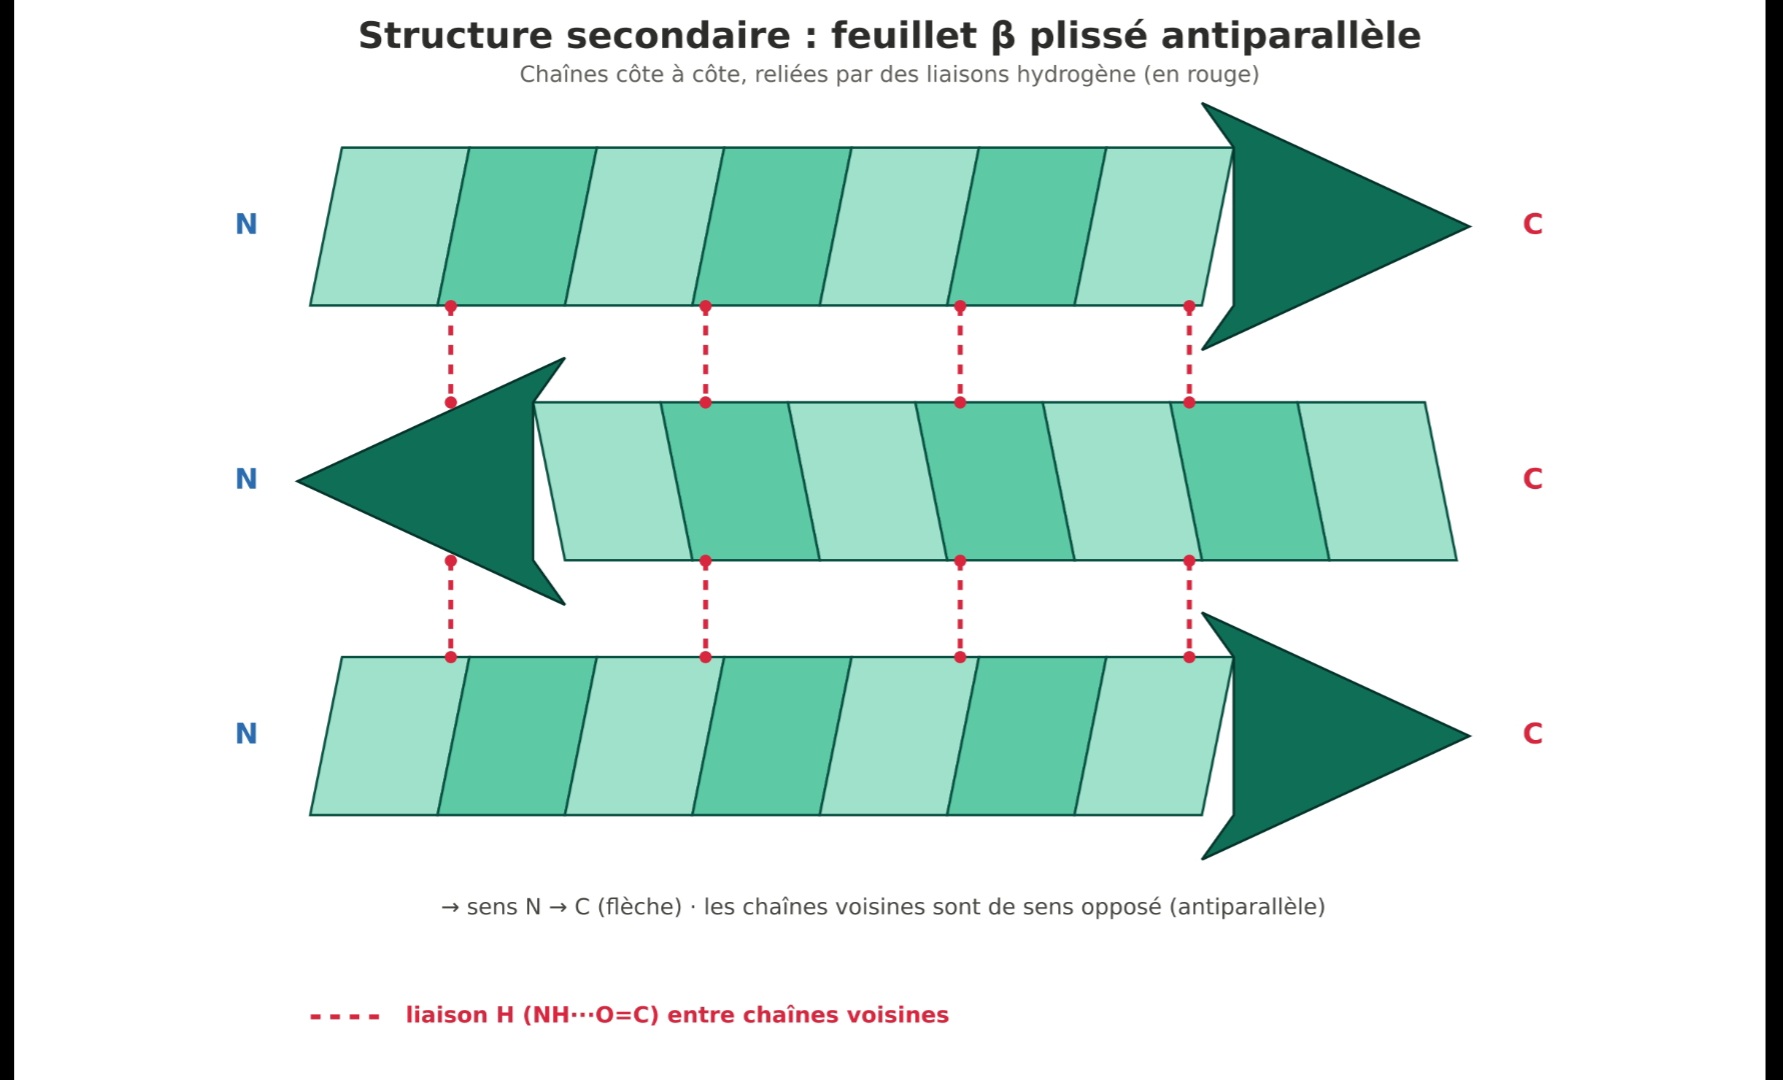 Structure secondaire : feuillet β plissé antiparallèle
Chaînes côte à côte, reliées par des liaisons hydrogène (en rouge)
N
C
N
C
N
C
→ sens N → C (flèche) · les chaînes voisines sont de sens opposé (antiparallèle)
liaison H (NH···O=C) entre chaînes voisines